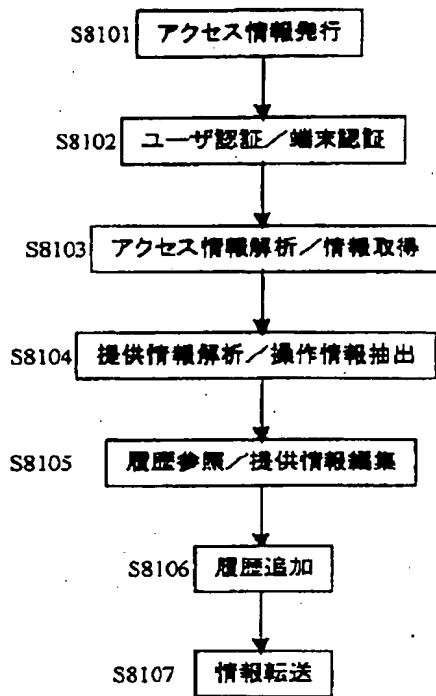 S8101 アクセス情報発行
S8102 ユーザ認証／端末認証
S8103 アクセス情報解析／情報取得
S8104 提供情報解析／操作情報抽出
S8105 履歴参照／提供情報編集
S8106 履歴追加
S8107 情報転送